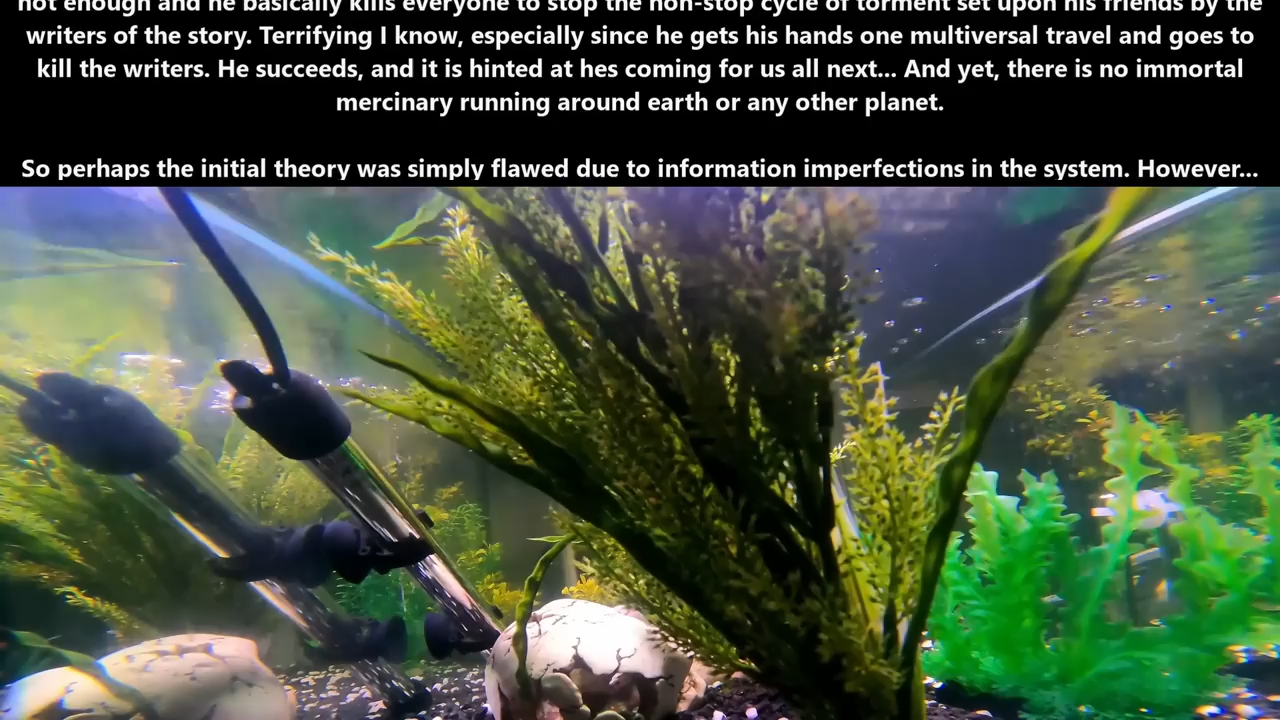 not enough and he basically kills everyone to stop the non-stop cycle of torment set upon his friends by the
writers of the story. Terrifying I know, especially since he gets his hands one multiversal travel and goes to
kill the writers. He succeeds, and it is hinted at hes coming for us all next... And yet, there is no immortal
mercinary running around earth or any other planet.
So perhaps the initial theory was simply flawed due to information imperfections in the system. However...